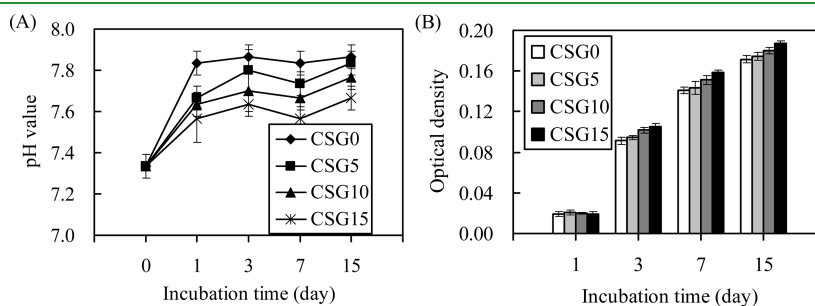 (A)
8.0
7.8
7.6
7.4
7.2
7.0
pH value
0 1 3 7 15
Incubation time (day)
CSG0
CSG5
CSG10
CSG15
(B)
0.20
0.16
0.12
0.08
0.04
0.00
Optical density
1 3 7 15
Incubation time (day)
CSG0
CSG5
CSG10
CSG15